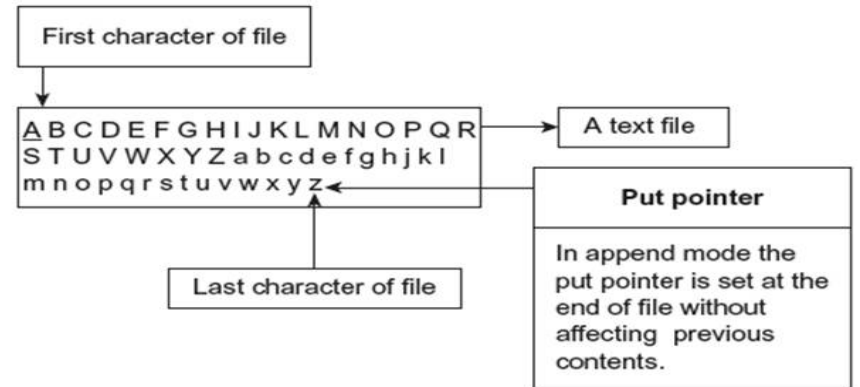 First character of file
A B C D E F G H I J K L M N O P Q R
S T U V W X Y Z a b c d e f g h j k l
m n o p q r s t u v w x y z
A text file
Put pointer
In append mode the
put pointer is set at the
end of file without
affecting previous
contents.
Last character of file